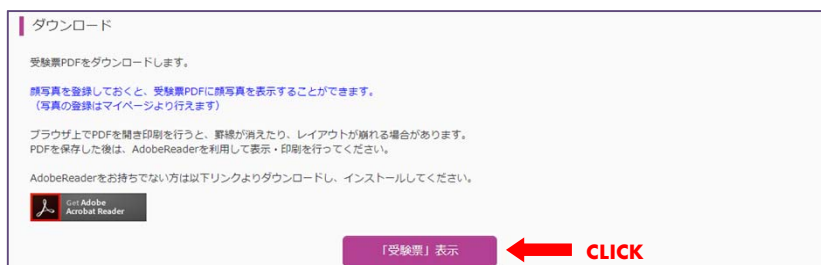 ダウンロード
受験票PDFをダウンロードします。
顔写真を登録しておくと、受験票PDFに顔写真を表示することができます。
（写真の登録はマイページより行えます）
ブラウザ上でPDFを開き印刷を行うと、罫線が消えたり、レイアウトが崩れる場合があります。
PDFを保存した後は、AdobeReaderを利用して表示・印刷を行ってください。
AdobeReaderをお持ちでない方は以下リンクよりダウンロードし、インストールしてください。
Get Adobe
Acrobat Reader
「受験票」表示 CLICK